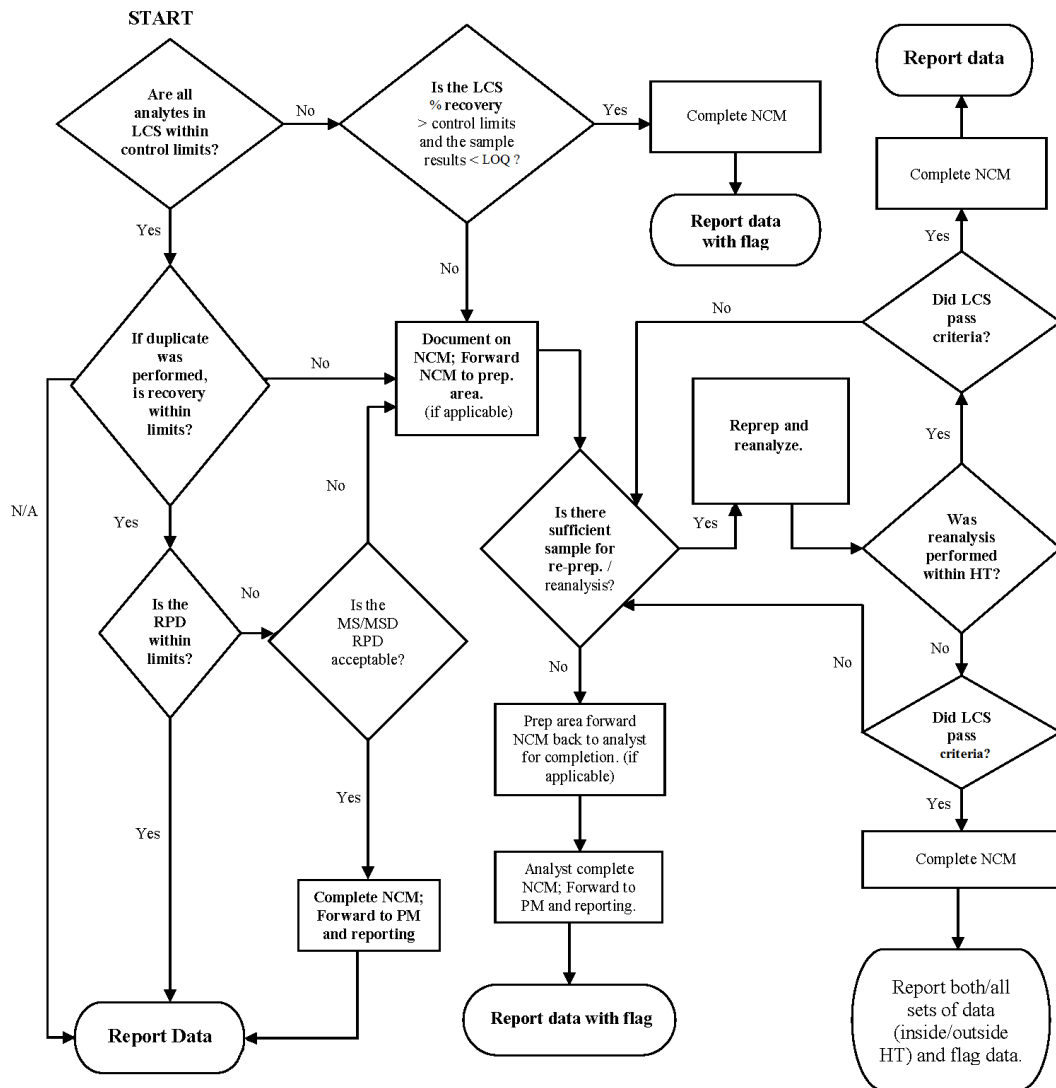 START
Are all
analytes in
LCS within
control limits?
No
Is the LCS
% recovery
> control limits
and the sample
results < LOQ ?
Yes
Complete NCM
Report data
with flag
Report data
Complete NCM
Yes
Did LCS
pass
criteria?
No
Yes
No
If duplicate
was
performed,
is recovery
within
limits?
No
Document on
NCM; Forward
NCM to prep.
area.
(if applicable)
Reprep and
reanalyze.
Yes
N/A
Yes
No
Is there
sufficient
sample for
re-prep. /
reanalysis?
Yes
Was
reanalysis
performed
within HT?
Is the
RPD
within
limits?
No
Is the
MS/MSD
RPD
acceptable?
No
No
No
Prep area forward
NCM back to analyst
for completion. (if
applicable)
Did LCS
pass
criteria?
Yes
Yes
Yes
Complete NCM
Analyst complete
NCM; Forward to
PM and reporting.
Complete NCM;
Forward to PM
and reporting
Report Data
Report data with flag
Report both/all
sets of data
(inside/outside
HT) and flag data.